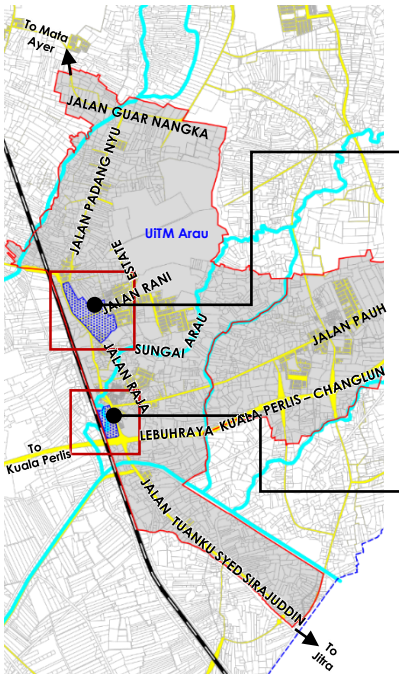 To Mata
Ayer
JALAN GUAR NANGKA
JALAN PADANG NYU
UiTM Arau
ESTATE
JALAN RANI
SUNGAI ARAU
JALAN RAJA
JALAN PAUH
LEBUHRAYA KUALA PERLIS - CHANGLUN
To
Kuala Perlis
JALAN TUANKU SYED SIRAJUDDIN
To
Jitra